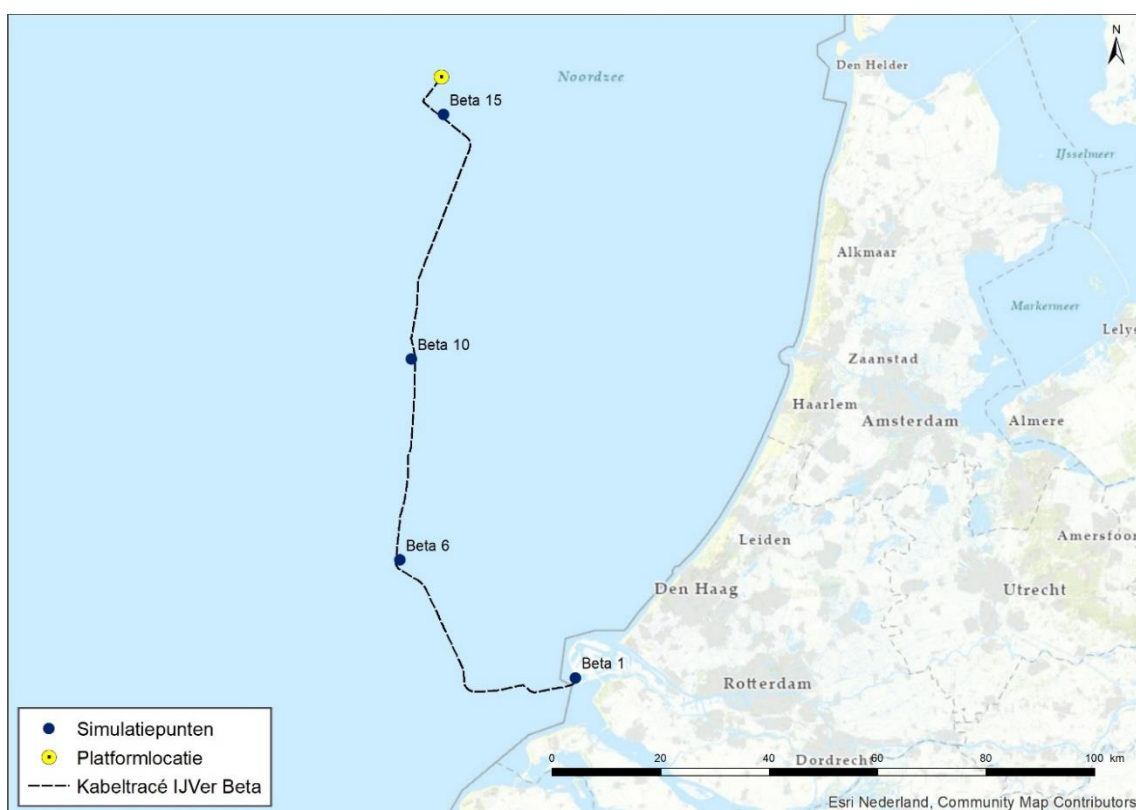 N
Noordzee
Den Helder
Beta 15
IJsselmeer
Alkmaar
Markermeer
Lelys
Beta 10
Zaanstad
Haarlem
Amsterdam
Almere
Beta 6
Leiden
Amersfoor
Den Haag
Utrecht
Beta 1
Rotterdam
Simulatiepunten
Platformlocatie
Kabeltracé IJVer Beta
Dordrecht
0 20 40 60 80 100 km
Esri Nederland, Community Map Contributors